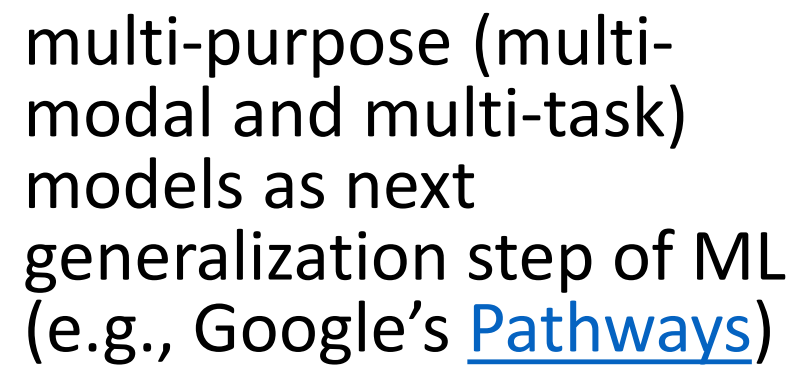 multi-purpose (multi-
modal and multi-task)
models as next
generalization step of ML
(e.g., Google’s Pathways)